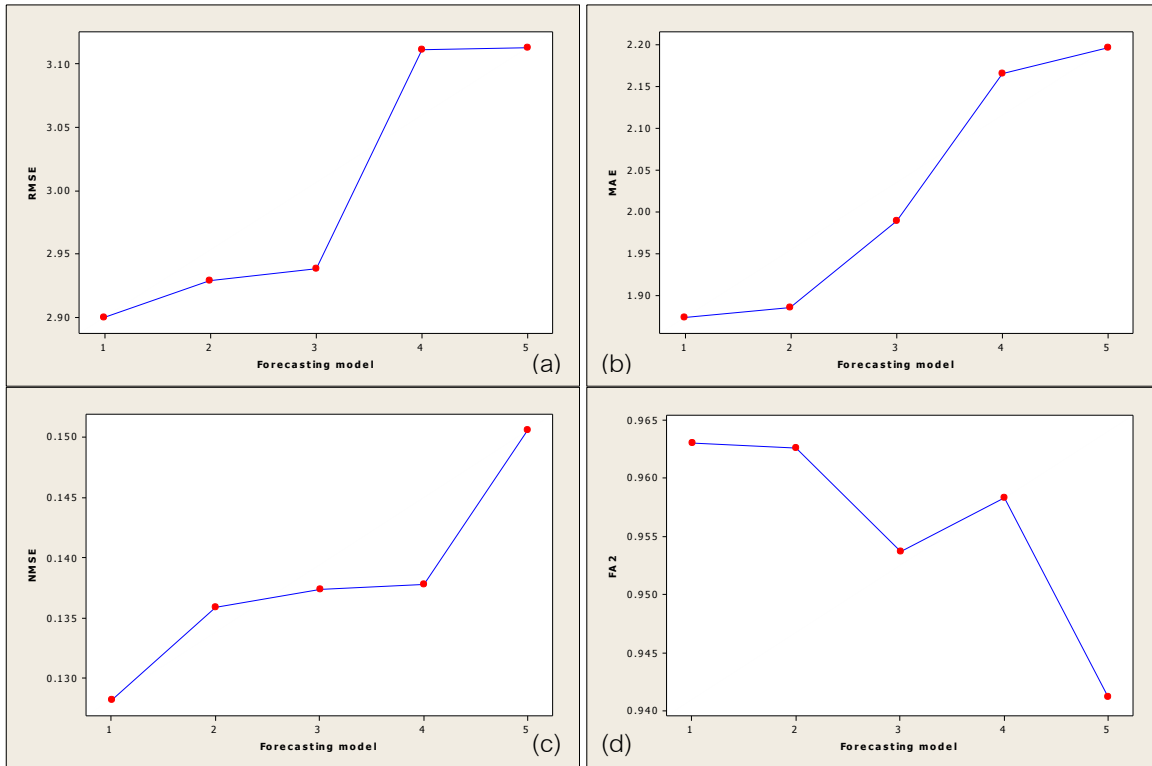 3.10
3.05
3.00
2.95
2.90
RMSE
1 2 3 4 5
Forecasting model
(a)
2.20
2.15
2.10
2.05
2.00
1.95
1.90
MAE
1 2 3 4 5
Forecasting model
(b)
0.150
0.145
0.140
0.135
0.130
NMSE
1 2 3 4 5
Forecasting model
(c)
0.965
0.960
0.955
0.950
0.945
0.940
FA2
1 2 3 4 5
Forecasting model
(d)